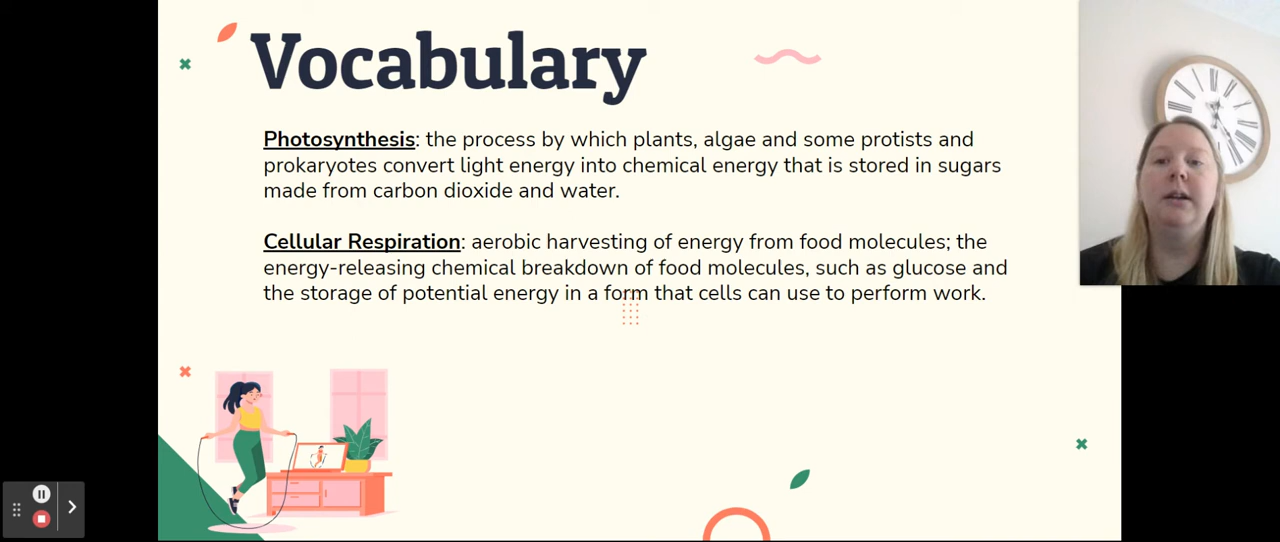 Vocabulary
Photosynthesis: the process by which plants, algae and some protists and
prokaryotes convert light energy into chemical energy that is stored in sugars
made from carbon dioxide and water.
Cellular Respiration: aerobic harvesting of energy from food molecules; the
energy-releasing chemical breakdown of food molecules, such as glucose and
the storage of potential energy in a form that cells can use to perform work.